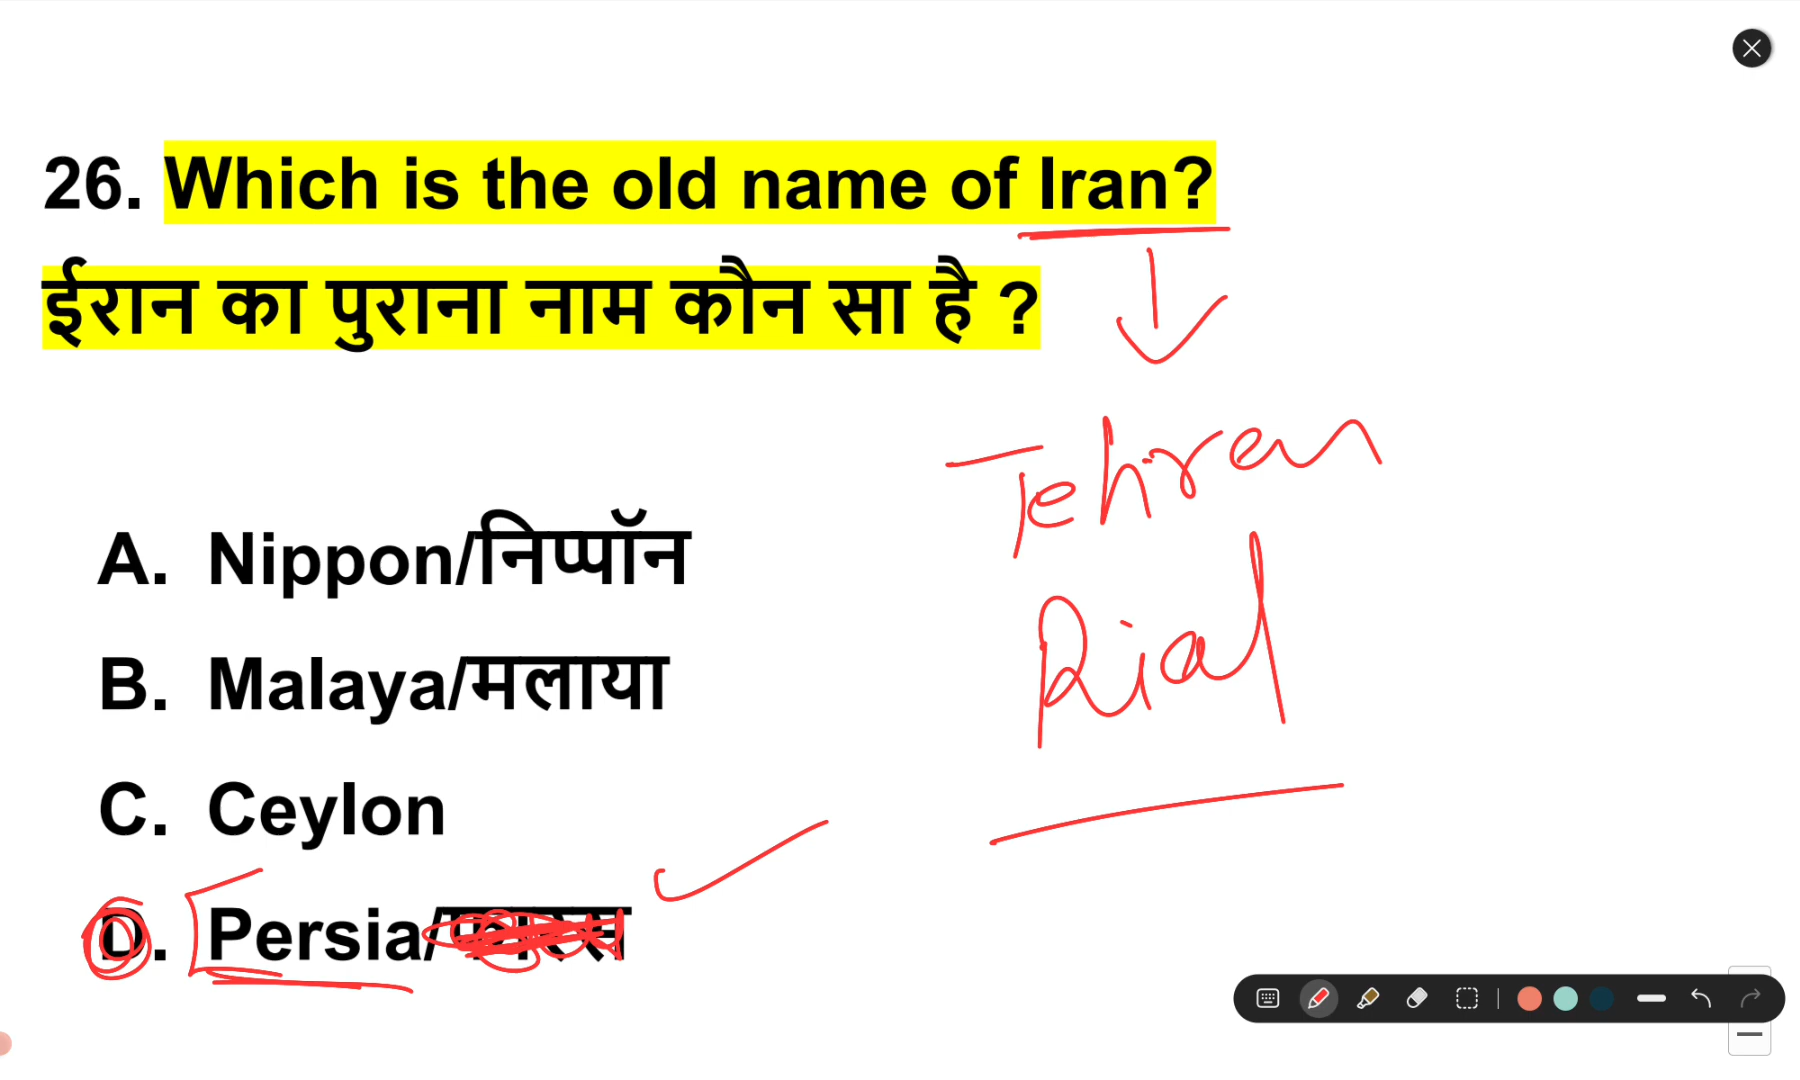 26. Which is the old name of Iran?
ईरान का पुराना नाम कौन सा है ?
Tehran
Rial
A. Nippon/निप्पॉन
B. Malaya/मलाया
C. Ceylon
D. Persia/